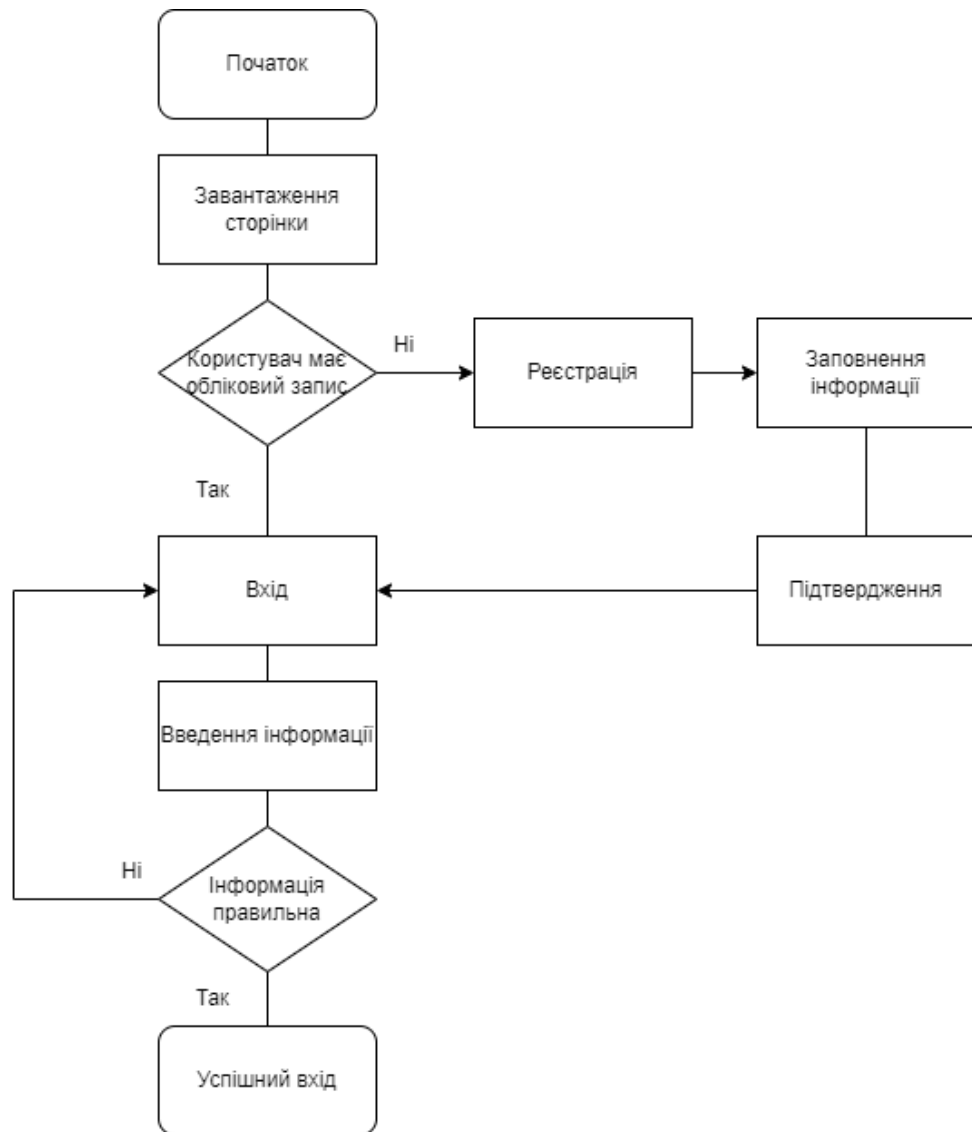 Початок
Завантаження
сторінки
Користувач має
обліковий запис
Ні
Реєстрація
Заповнення
інформації
Так
Вхід
Підтвердження
Введення інформації
Ні
Інформація
правильна
Так
Успішний вхід